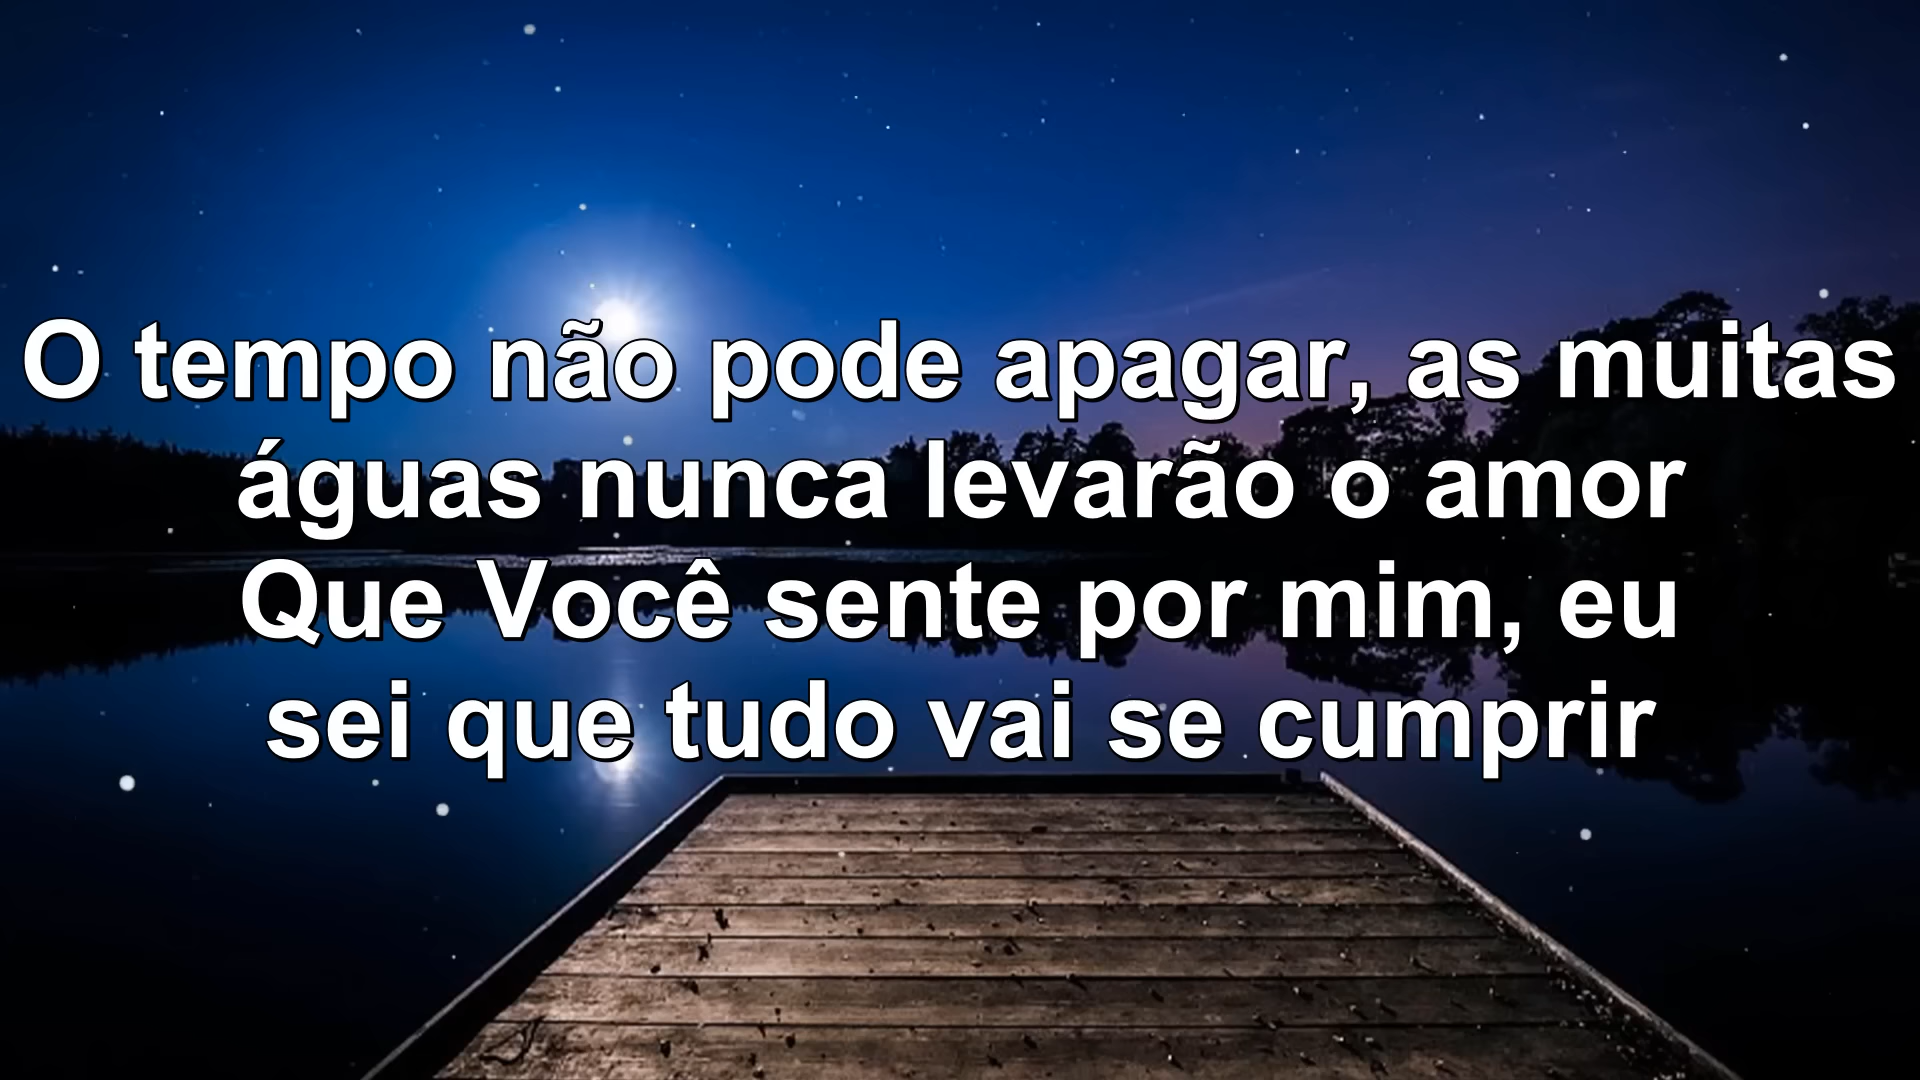 O tempo não pode apagar, as muitas
águas nunca levarão o amor
Que Você sente por mim, eu
sei que tudo vai se cumprir